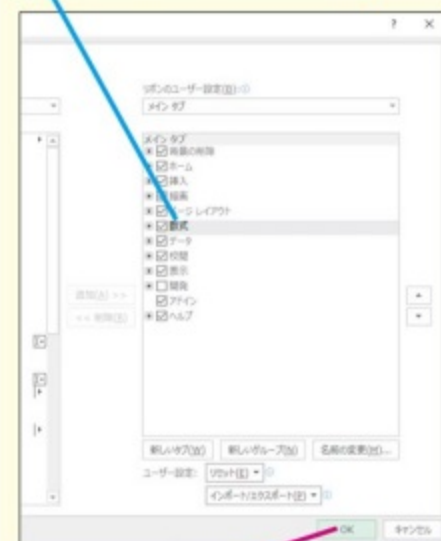 ? ×
リボンのユーザー設定(B):
メイン タブ
メイン タブ
背景の削除
ホーム
挿入
描画
ページ レイアウト
数式
データ
校閲
表示
開発
アドイン
ヘルプ
追加(A) >>
<< 削除(R)
新しいタブ(W) 新しいグループ(N) 名前の変更(M)...
ユーザー設定: リセット(E)
インポート/エクスポート(P)
OK キャンセル